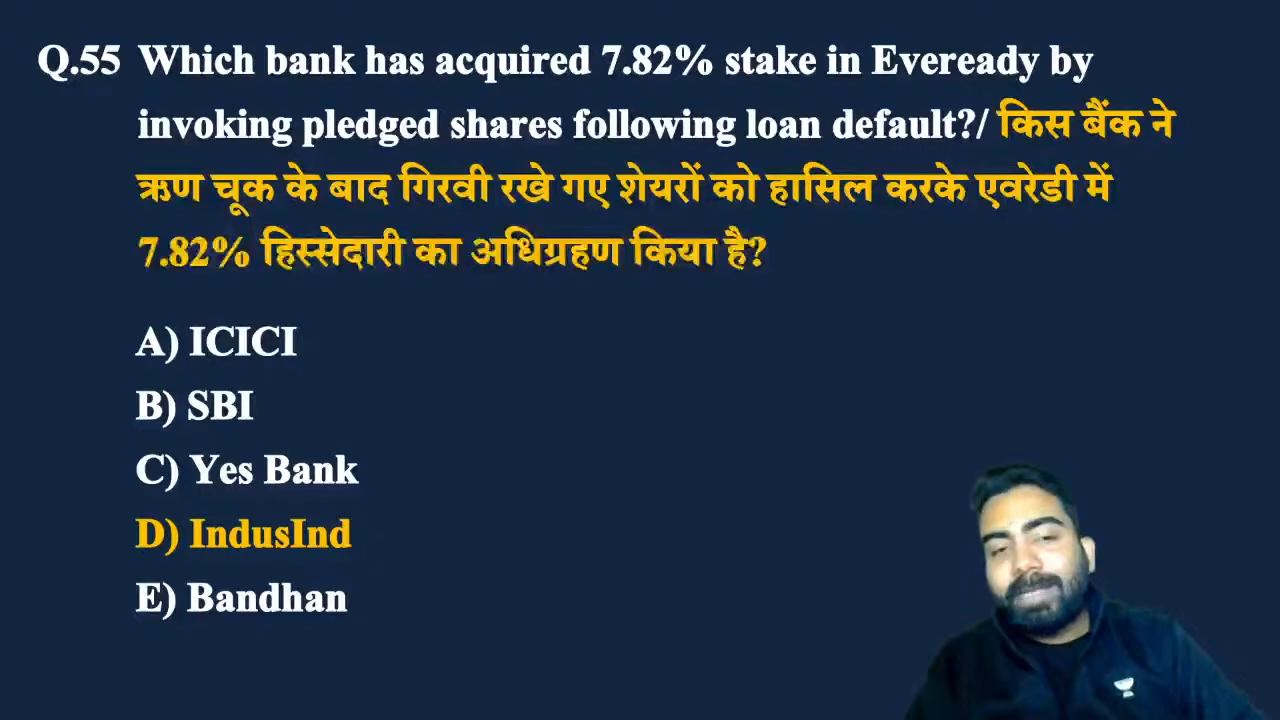 Q.55 Which bank has acquired 7.82% stake in Eveready by
invoking pledged shares following loan default?/ किस बैंक ने
ऋण चूक के बाद गिरवी रखे गए शेयरों को हासिल करके एवरेडी में
7.82% हिस्सेदारी का अधिग्रहण किया है?
A) ICICI
B) SBI
C) Yes Bank
D) IndusInd
E) Bandhan